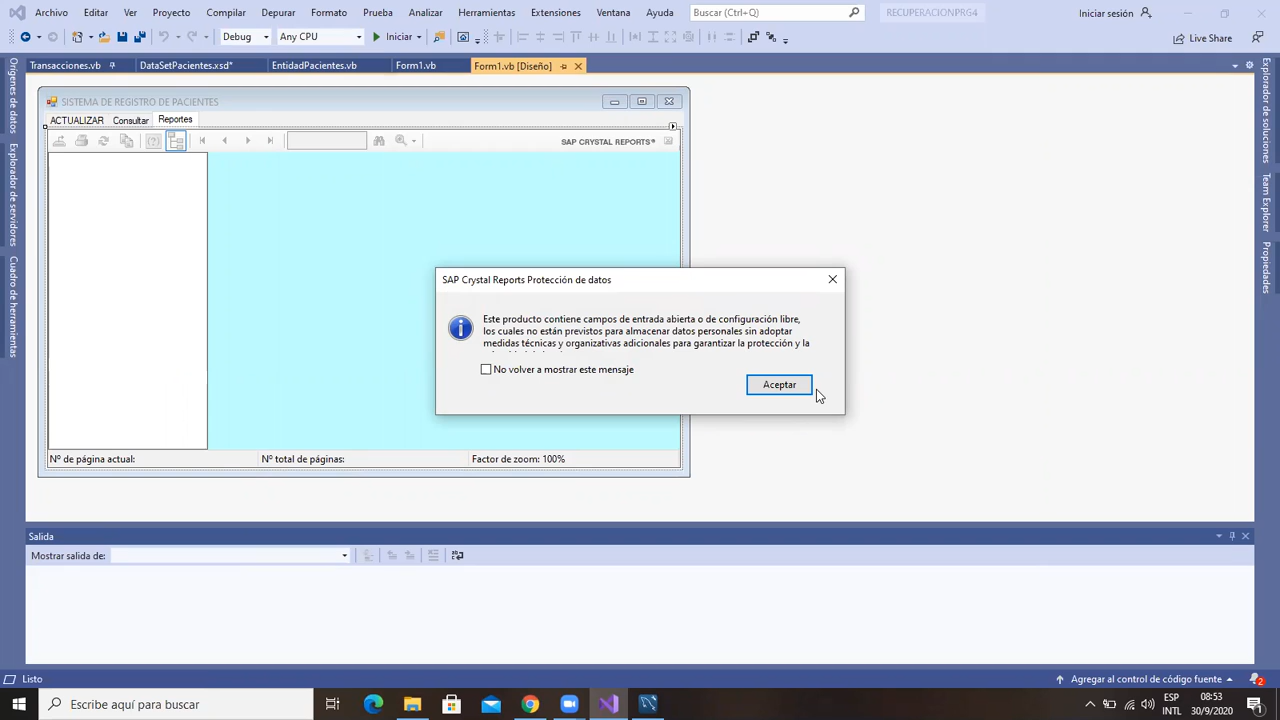 Archivo Editar Ver Proyecto Compilar Depurar Formato Prueba Analizar Herramientas Extensiones Ventana Ayuda Buscar (Ctrl+Q) RECUPERACIONPRG4 Iniciar sesión
Debug Any CPU Iniciar Live Share
Transacciones.vb DataSetPacientes.xsd* EntidadPacientes.vb Form1.vb Form1.vb [Diseño]
Orígenes de datos
Explorador de servidores
Cuadro de herramientas
SISTEMA DE REGISTRO DE PACIENTES
ACTUALIZAR Consultar Reportes
SAP CRYSTAL REPORTS®
SAP Crystal Reports Protección de datos
Este producto contiene campos de entrada abierta o de configuración libre,
los cuales no están previstos para almacenar datos personales sin adoptar
medidas técnicas y organizativas adicionales para garantizar la protección y la
No volver a mostrar este mensaje
Aceptar
Nº de página actual: Nº total de páginas: Factor de zoom: 100%
Explorador de soluciones
Team Explorer
Propiedades
Salida
Mostrar salida de:
Listo Agregar al control de código fuente 2
Escribe aquí para buscar
ESP 08:53
INTL 30/9/2020